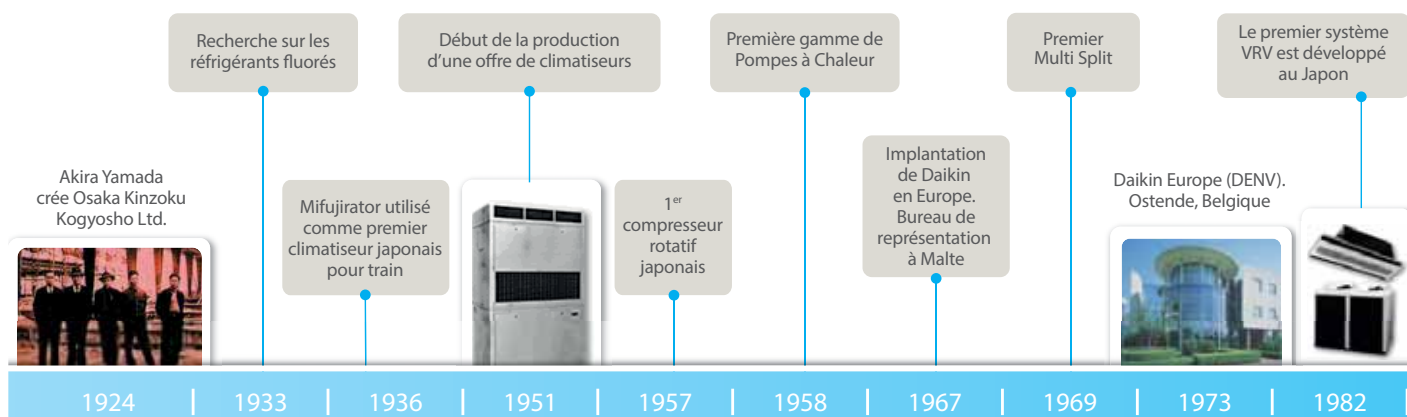 Recherche sur les
réfrigérants fluorés
Début de la production
d'une offre de climatiseurs
Première gamme de
Pompes à Chaleur
Premier
Multi Split
Le premier système
VRV est développé
au Japon
Akira Yamada
crée Osaka Kinzoku
Kogyosho Ltd.
Mifujirator utilisé
comme premier
climatiseur japonais
pour train
1er
compresseur
rotatif
japonais
Implantation
de Daikin
en Europe.
Bureau de
représentation
à Malte
Daikin Europe (DENV).
Ostende, Belgique
1924 | 1933 | 1936 | 1951 | 1957 | 1958 | 1967 | 1969 | 1973 | 1982